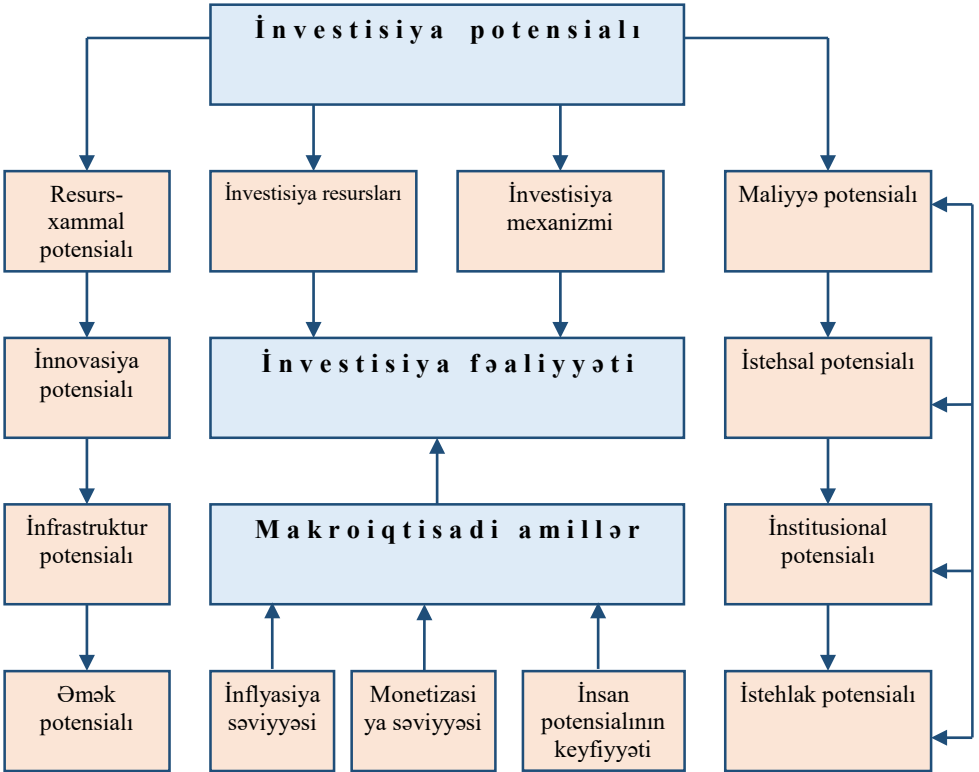 İnvestisiya potensialı
Resurs-
xammal
potensialı
İnvestisiya resursları
İnvestisiya
mexanizmi
Maliyyə potensialı
İnnovasiya
potensialı
İnvestisiya fəaliyyəti
İstehsal potensialı
İnfrastruktur
potensialı
Makroiqtisadi amillər
İnstitusional
potensialı
Əmək
potensialı
İnflyasiya
səviyyəsi
Monetizasi
ya səviyyəsi
İnsan
potensialının
keyfiyyəti
İstehlak potensialı